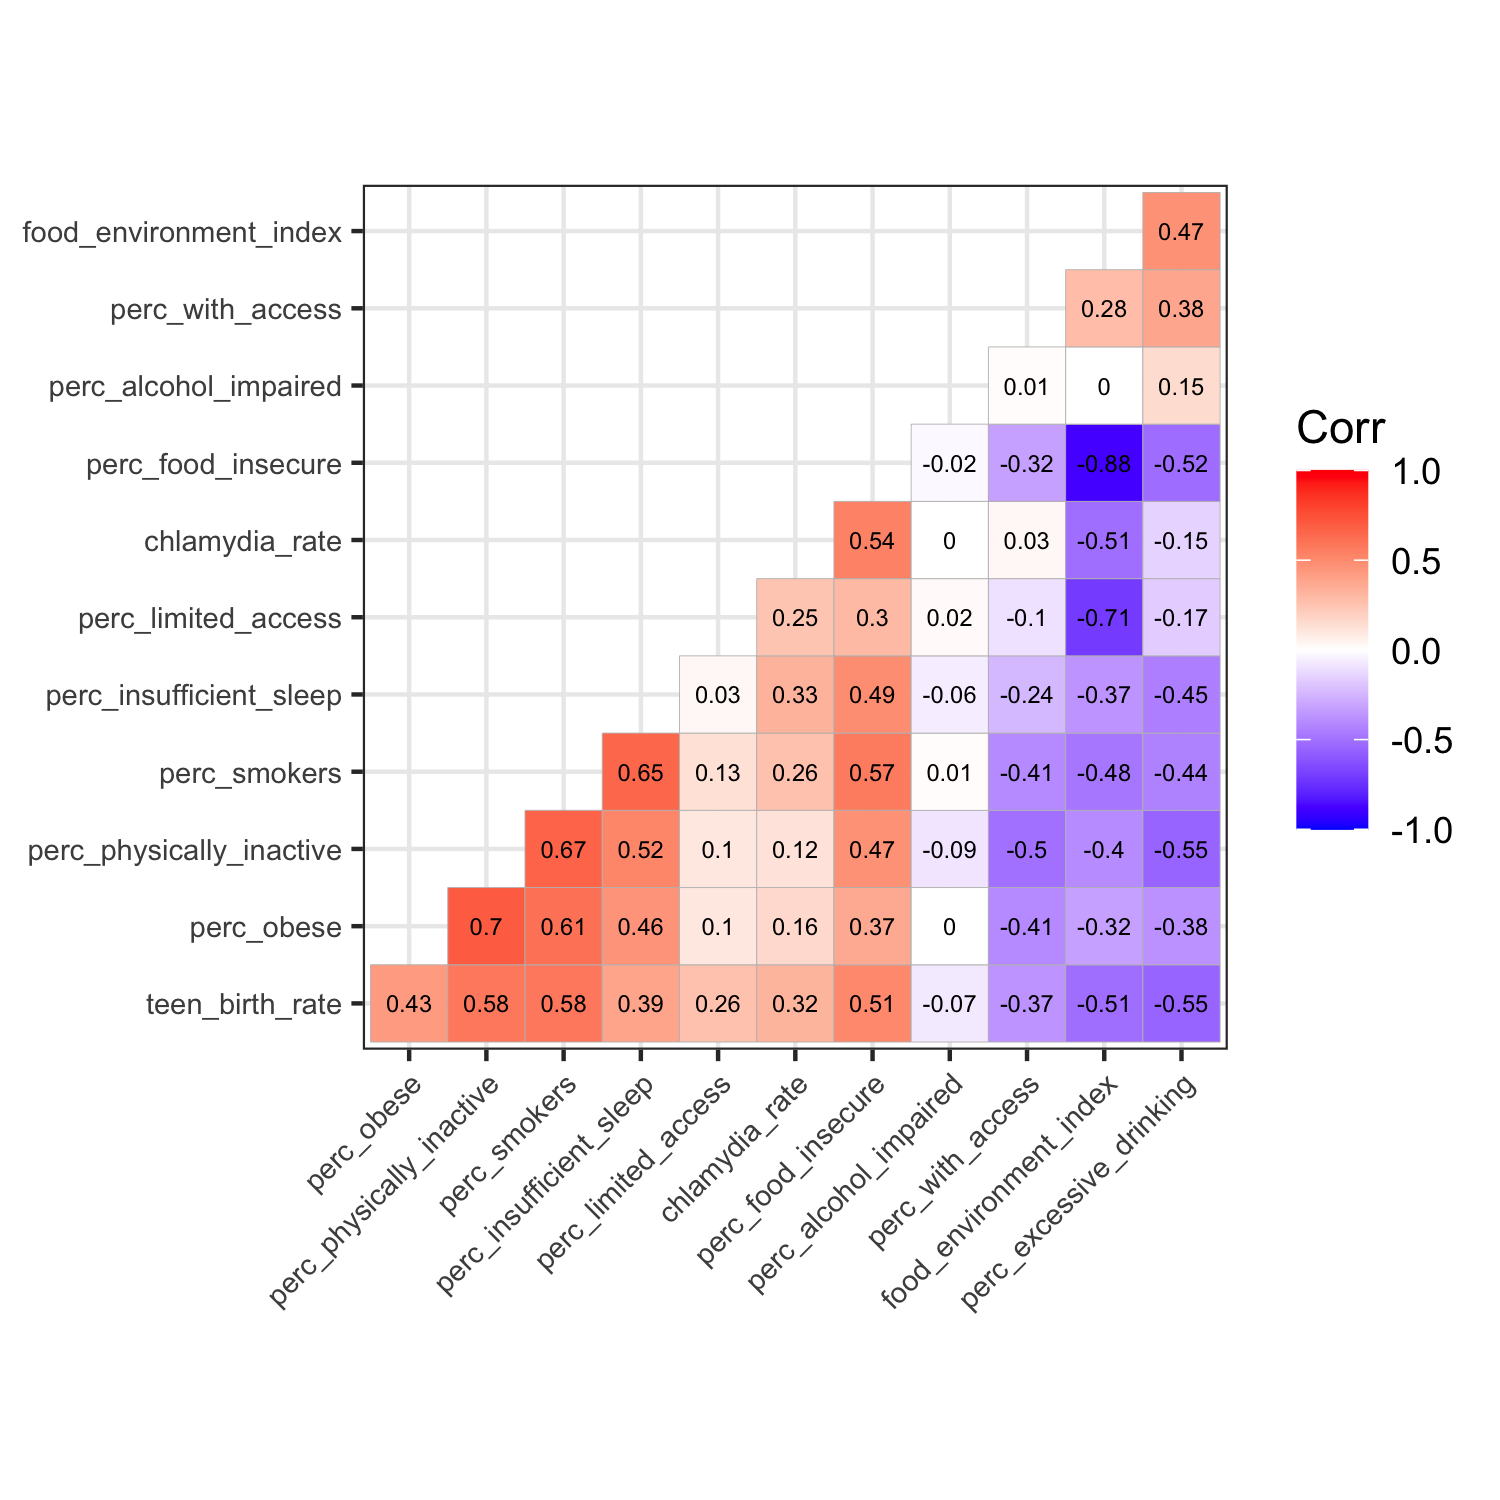 food_environment_index 0.47
perc_with_access 0.28 0.38
perc_alcohol_impaired 0.01 0 0.15
perc_food_insecure -0.02 -0.32 -0.88 -0.52
chlamydia_rate 0.54 0 0.03 -0.51 -0.15
perc_limited_access 0.25 0.3 0.02 -0.1 -0.71 -0.17
perc_insufficient_sleep 0.03 0.33 0.49 -0.06 -0.24 -0.37 -0.45
perc_smokers 0.65 0.13 0.26 0.57 0.01 -0.41 -0.48 -0.44
perc_physically_inactive 0.67 0.52 0.1 0.12 0.47 -0.09 -0.5 -0.4 -0.55
perc_obese 0.7 0.61 0.46 0.1 0.16 0.37 0 -0.41 -0.32 -0.38
teen_birth_rate 0.43 0.58 0.58 0.39 0.26 0.32 0.51 -0.07 -0.37 -0.51 -0.55
perc_obese
perc_physically_inactive
perc_smokers
perc_insufficient_sleep
perc_limited_access
chlamydia_rate
perc_food_insecure
perc_alcohol_impaired
perc_with_access
food_environment_index
perc_excessive_drinking
Corr
1.0
0.5
0.0
-0.5
-1.0